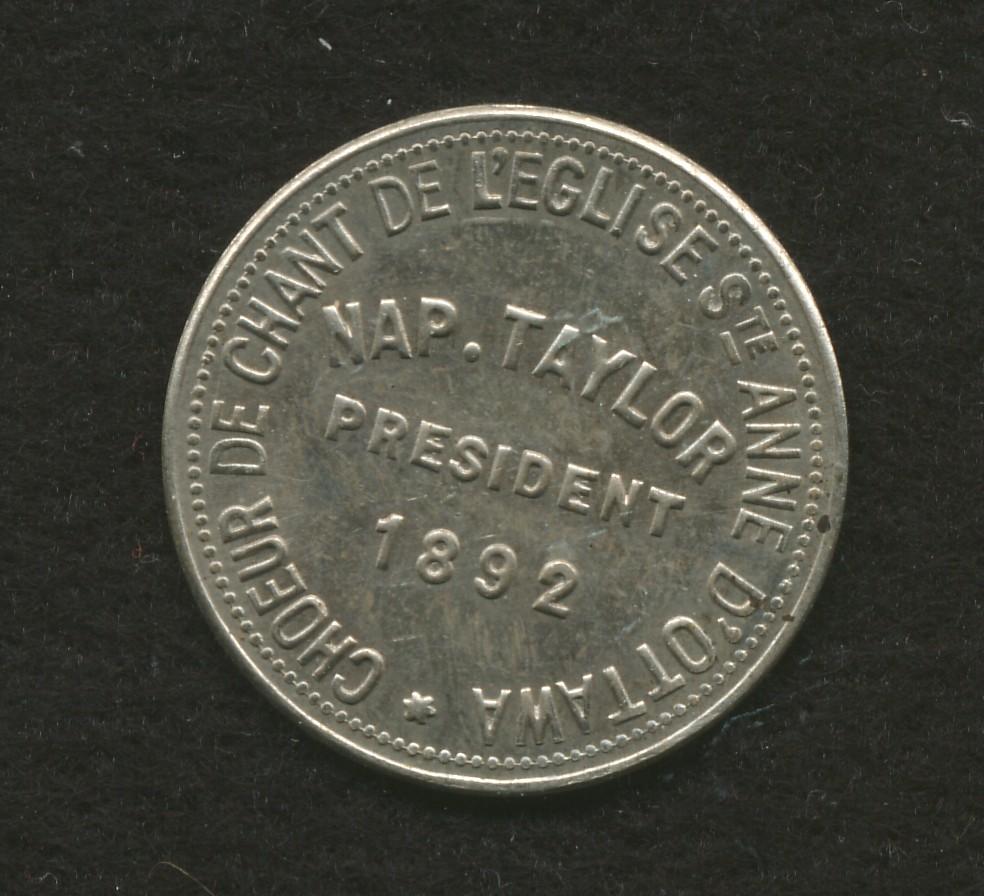 CHOEUR DE CHANT DE L'EGLISE STE ANNE D'OTTAWA *
NAP. TAYLOR
PRESIDENT
1892